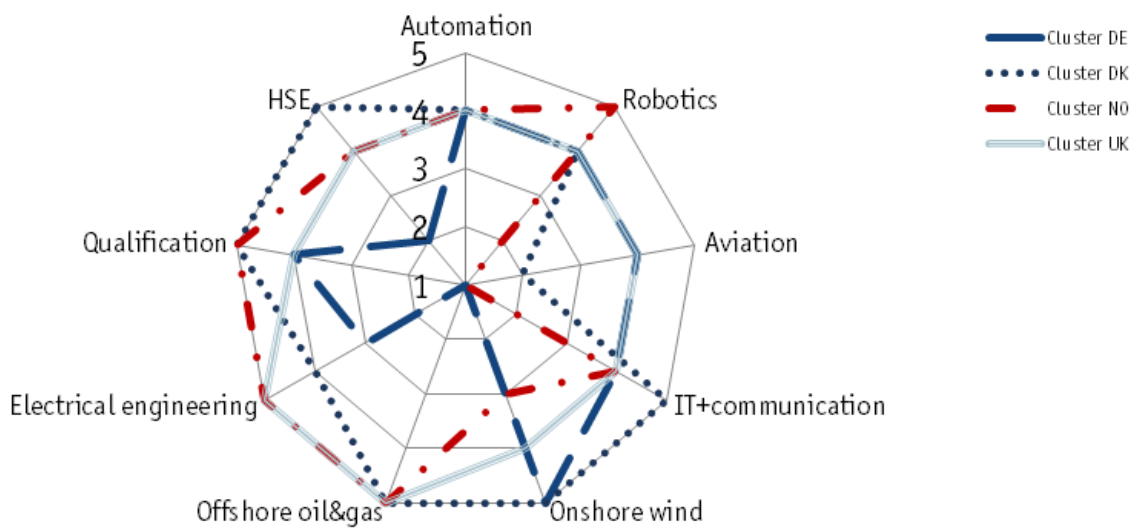 Automation
5
4
3
2
1
HSE
Robotics
Qualification
Aviation
Electrical engineering
IT+communication
Offshore oil&gas
Onshore wind
Cluster DE
Cluster DK
Cluster NO
Cluster UK